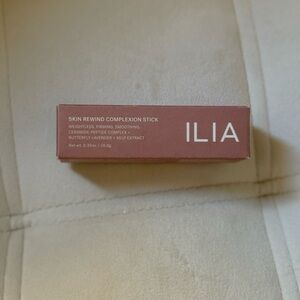 SKIN REWIND COMPLEXION STICK
WEIGHTLESS, FIRMING, SMOOTHING,
CERAMIDE, PEPTIDE COMPLEX +
BUTTERFLY LAVENDER + KELP EXTRACT
ILIA